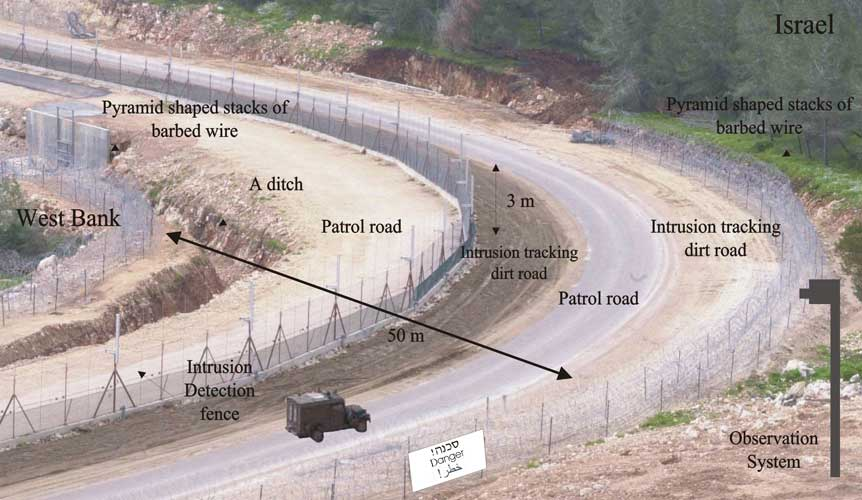 Israel
Pyramid shaped stacks of
barbed wire
Pyramid shaped stacks of
barbed wire
A ditch
3 m
West Bank
Patrol road
Intrusion tracking
dirt road
Intrusion tracking
dirt road
Patrol road
50 m
Intrusion
Detection
fence
Observation
System
סכנה!
Danger
خطر!